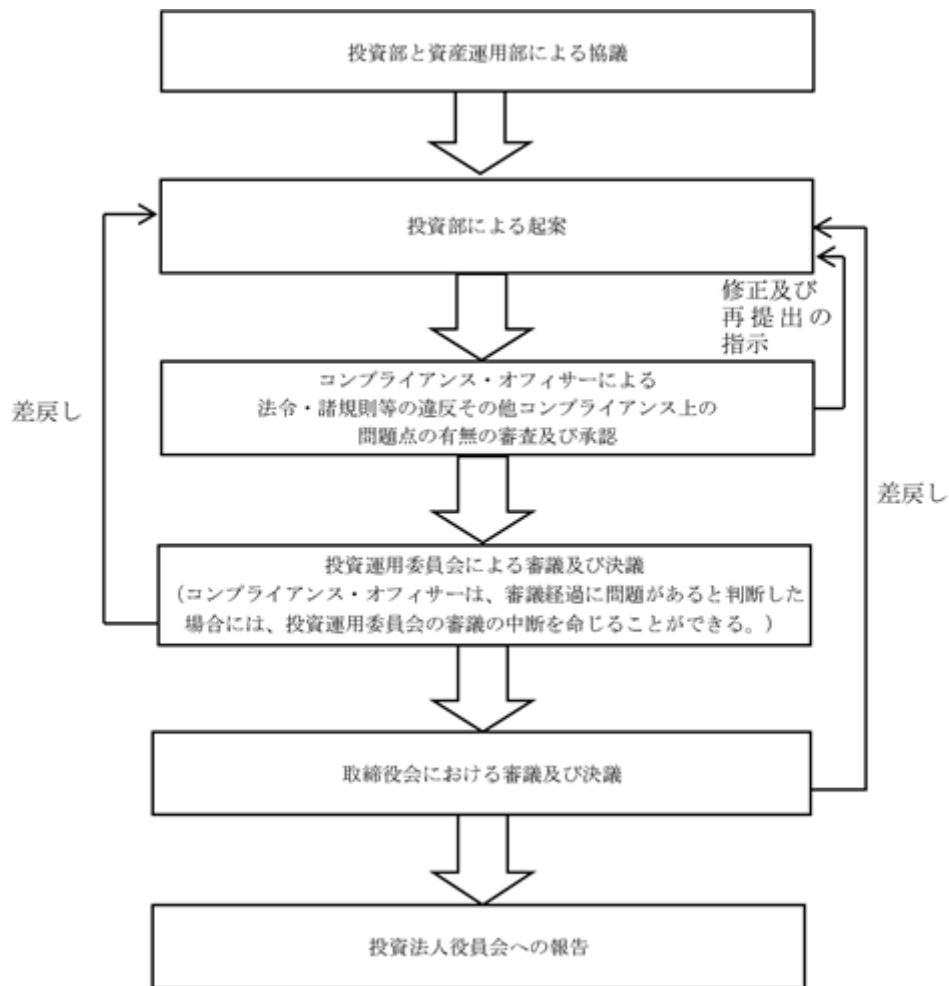 投資部と資産運用部による協議
投資部による起案
修正及び
再提出の
指示
コンプライアンス・オフィサーによる
法令・諸規則等の違反その他コンプライアンス上の
問題点の有無の審査及び承認
差戻し
差戻し
投資運用委員会による審議及び決議
（コンプライアンス・オフィサーは、審議経過に問題があると判断した
場合には、投資運用委員会の審議の中断を命じることができる。）
取締役会における審議及び決議
投資法人役員会への報告